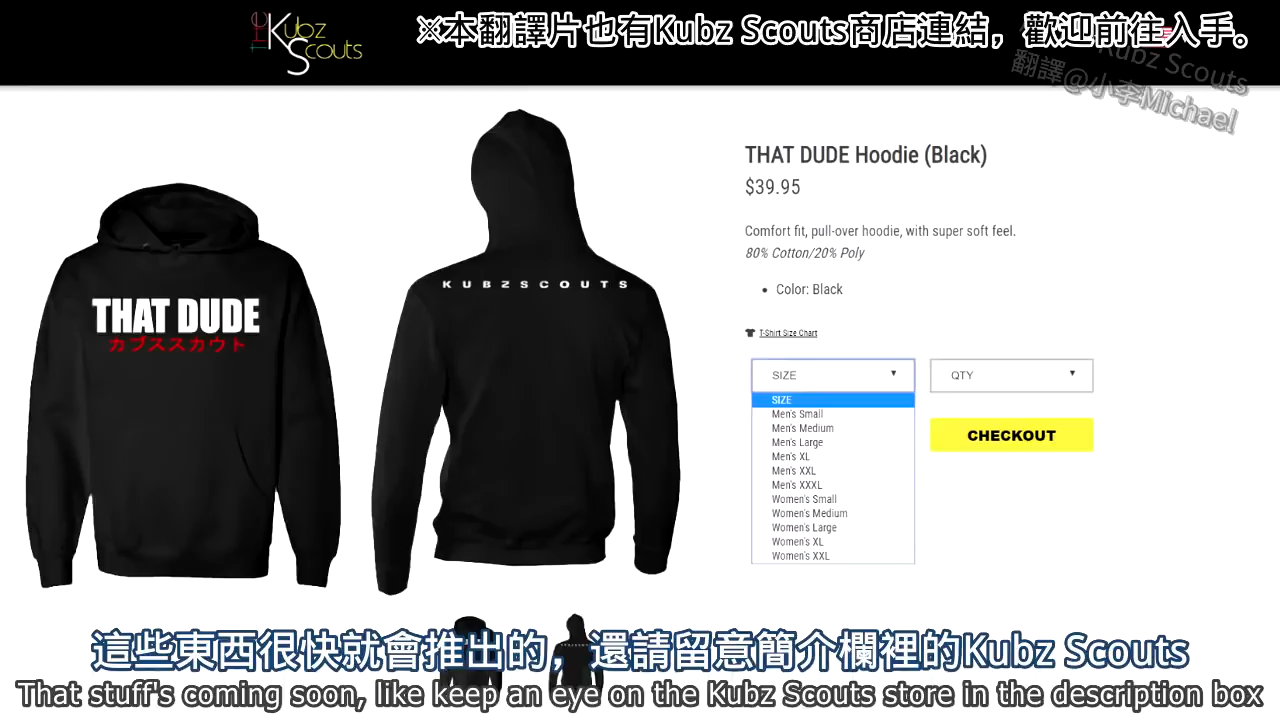 The Kubz Scouts
※本翻譯片也有Kubz Scouts商店連結，歡迎前往入手。
Kubz Scouts
翻譯@小李Michael
THAT DUDE
カブススカウト
KUBZSCOUTS
THAT DUDE Hoodie (Black)
$39.95
Comfort fit, pull-over hoodie, with super soft feel.
80% Cotton/20% Poly
• Color: Black
T-Shirt Size Chart
SIZE
QTY
SIZE
Men's Small
Men's Medium
Men's Large
Men's XL
Men's XXL
Men's XXXL
Women's Small
Women's Medium
Women's Large
Women's XL
Women's XXL
CHECKOUT
這些東西很快就會推出的，還請留意簡介欄裡的Kubz Scouts
That stuff's coming soon, like keep an eye on the Kubz Scouts store in the description box